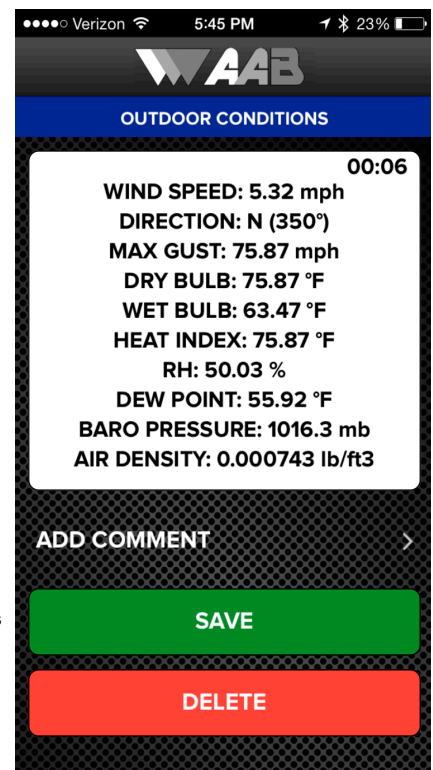 Verizon 5:45 PM 23%
AAB
OUTDOOR CONDITIONS
00:06
WIND SPEED: 5.32 mph
DIRECTION: N (350°)
MAX GUST: 75.87 mph
DRY BULB: 75.87 °F
WET BULB: 63.47 °F
HEAT INDEX: 75.87 °F
RH: 50.03 %
DEW POINT: 55.92 °F
BARO PRESSURE: 1016.3 mb
AIR DENSITY: 0.000743 lb/ft3
ADD COMMENT
SAVE
DELETE